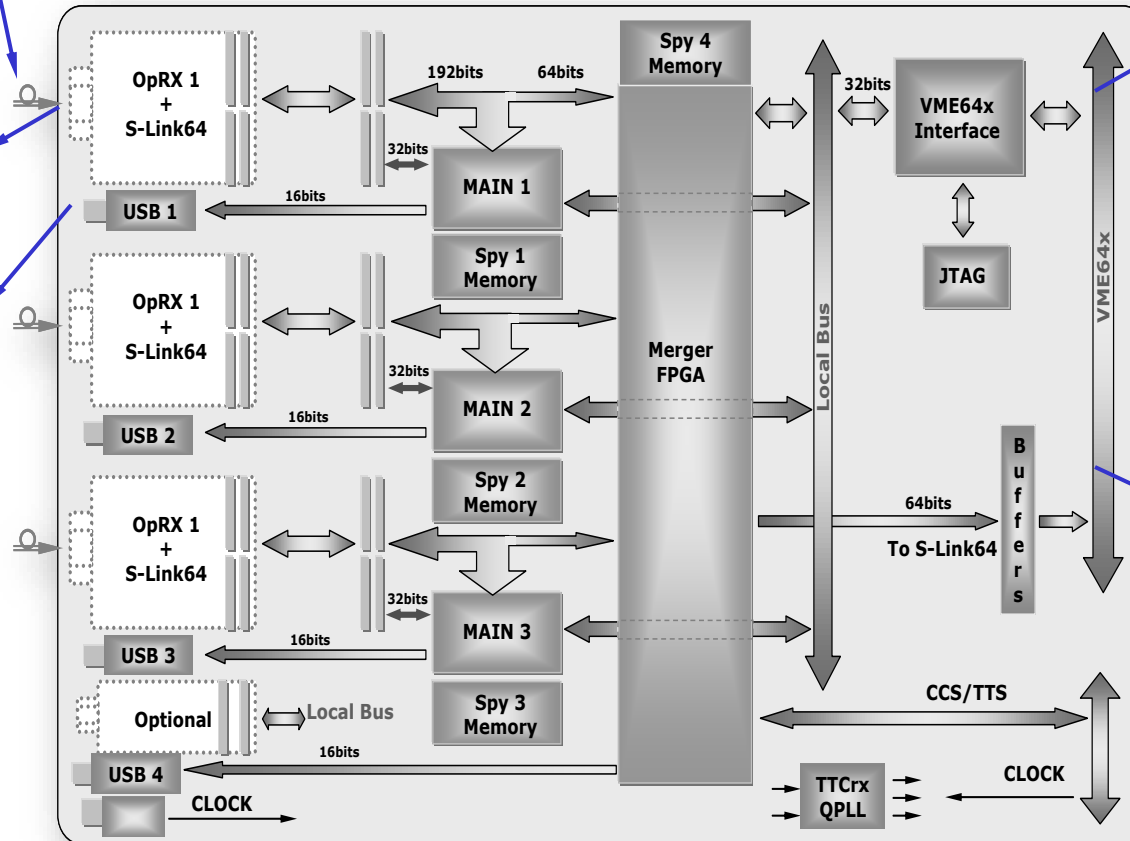 Spy 4
Memory
OpRX 1
+
S-Link64
192bits
64bits
32bits
VME64x
Interface
32bits
MAIN 1
16bits
USB 1
Spy 1
Memory
JTAG
VME64x
Local Bus
OpRX 1
+
S-Link64
Merger
FPGA
32bits
MAIN 2
16bits
USB 2
Spy 2
Memory
B
u
f
f
e
r
s
64bits
To S-Link64
OpRX 1
+
S-Link64
32bits
MAIN 3
16bits
USB 3
Spy 3
Memory
Optional
Local Bus
CCS/TTS
16bits
USB 4
CLOCK
TTCrx
QPLL
CLOCK